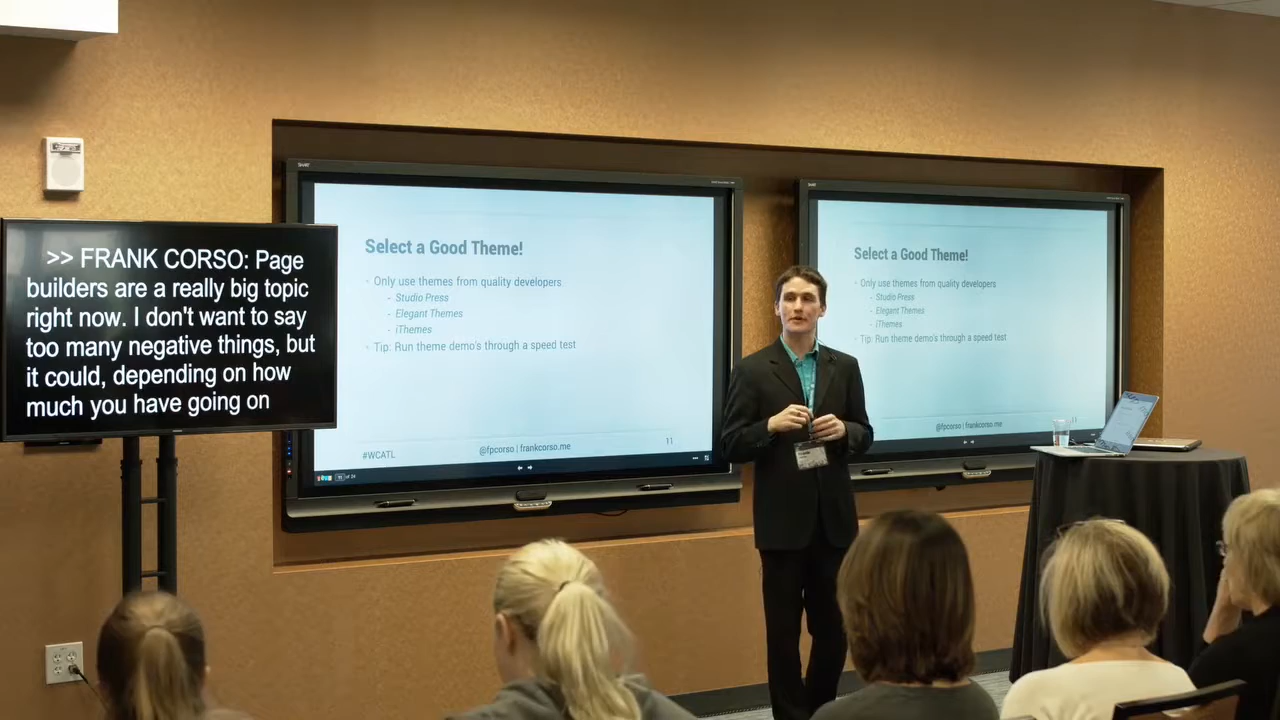 >> FRANK CORSO: Page
builders are a really big topic
right now. I don't want to say
too many negative things, but
it could, depending on how
much you have going on
Select a Good Theme!
- Only use themes from quality developers
- Studio Press
- Elegant Themes
- iThemes
- Tip: Run theme demo's through a speed test
#WCATL
@fpcorso | frankcorso.me
11
11 of 24
Select a Good Theme!
- Only use themes from quality developers
- Studio Press
- Elegant Themes
- iThemes
- Tip: Run theme demo's through a speed test
@fpcorso | frankcorso.me
11